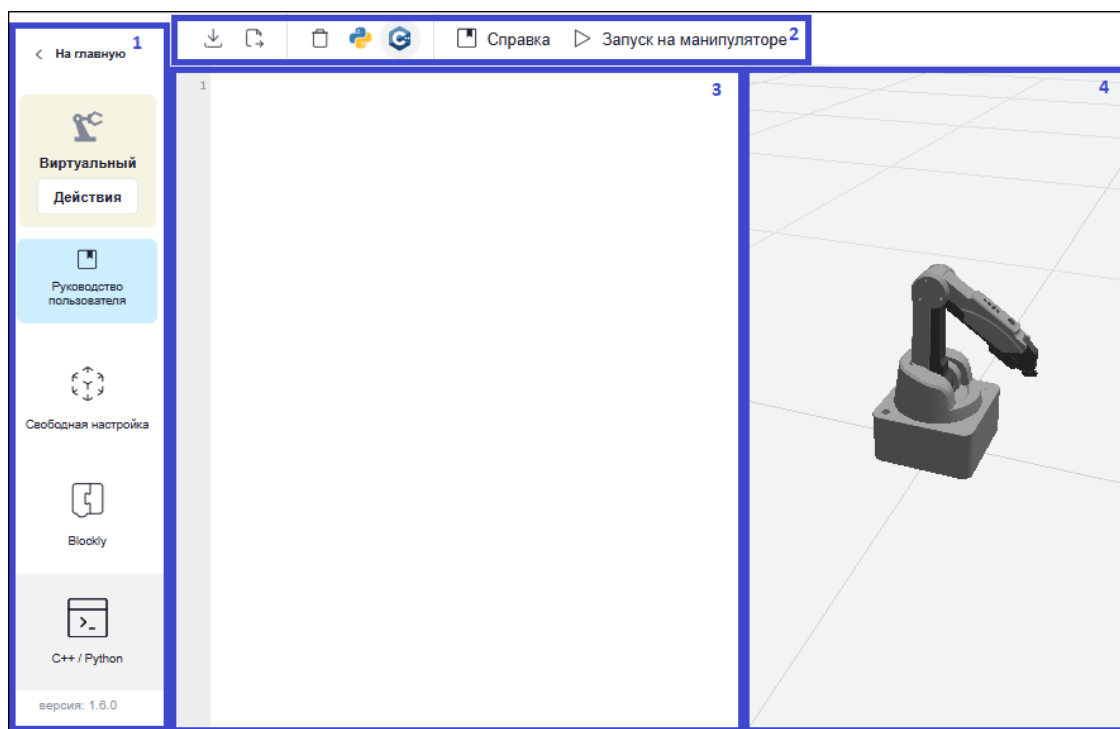 На главную 1
Виртуальный
Действия
Руководство
пользователя
Свободная настройка
Blockly
>_
C++ / Python
версия: 1.6.0
C++ Справка Запуск на манипуляторе 2
1
3
4